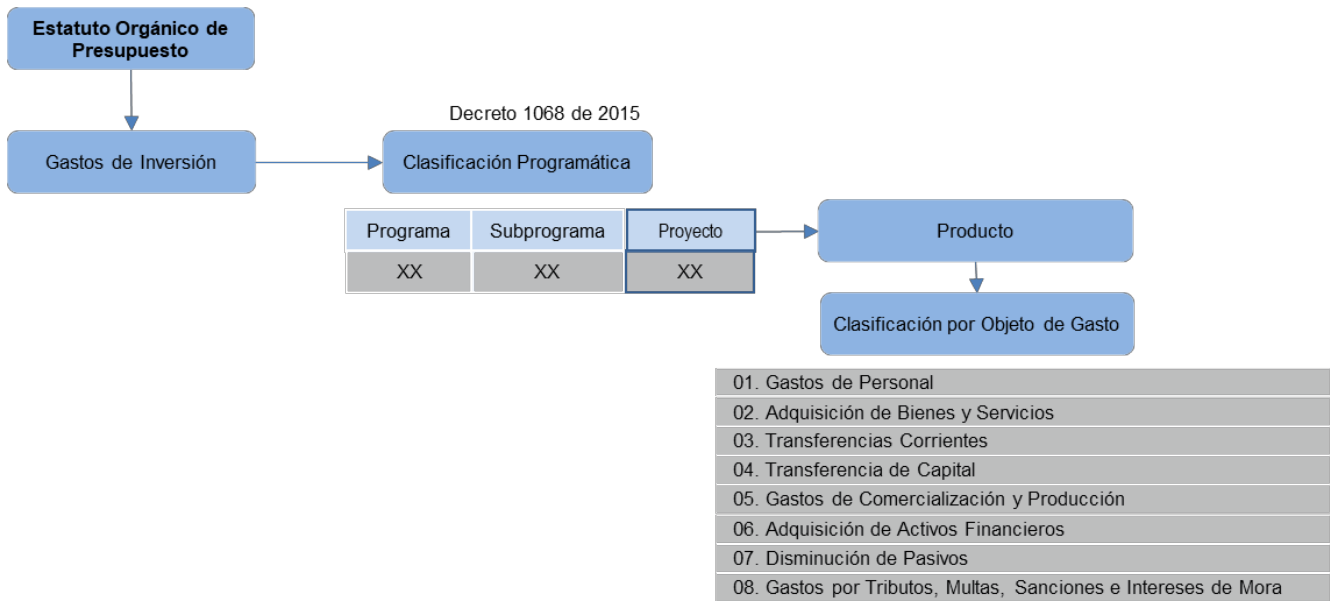 Estatuto Orgánico de
Presupuesto
Decreto 1068 de 2015
Gastos de Inversión
Clasificación Programática
Programa Subprograma Proyecto
XX XX XX
Producto
Clasificación por Objeto de Gasto
01. Gastos de Personal
02. Adquisición de Bienes y Servicios
03. Transferencias Corrientes
04. Transferencia de Capital
05. Gastos de Comercialización y Producción
06. Adquisición de Activos Financieros
07. Disminución de Pasivos
08. Gastos por Tributos, Multas, Sanciones e Intereses de Mora